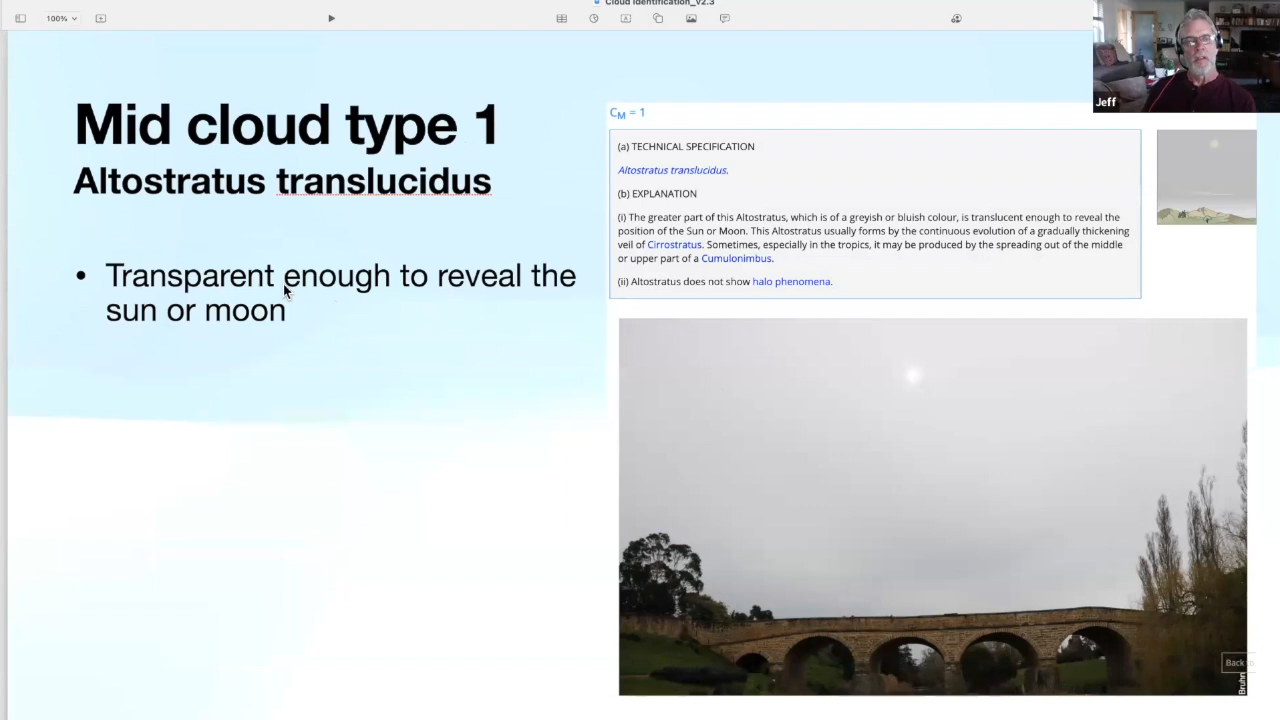 Cloud Identification_v2.3
100%
Jeff
Mid cloud type 1
Altostratus translucidus
• Transparent enough to reveal the
sun or moon
CM = 1
(a) TECHNICAL SPECIFICATION
Altostratus translucidus.
(b) EXPLANATION
(i) The greater part of this Altostratus, which is of a greyish or bluish colour, is translucent enough to reveal the
position of the Sun or Moon. This Altostratus usually forms by the continuous evolution of a gradually thickening
veil of Cirrostratus. Sometimes, especially in the tropics, it may be produced by the spreading out of the middle
or upper part of a Cumulonimbus.
(ii) Altostratus does not show halo phenomena.
Back
Bruhn